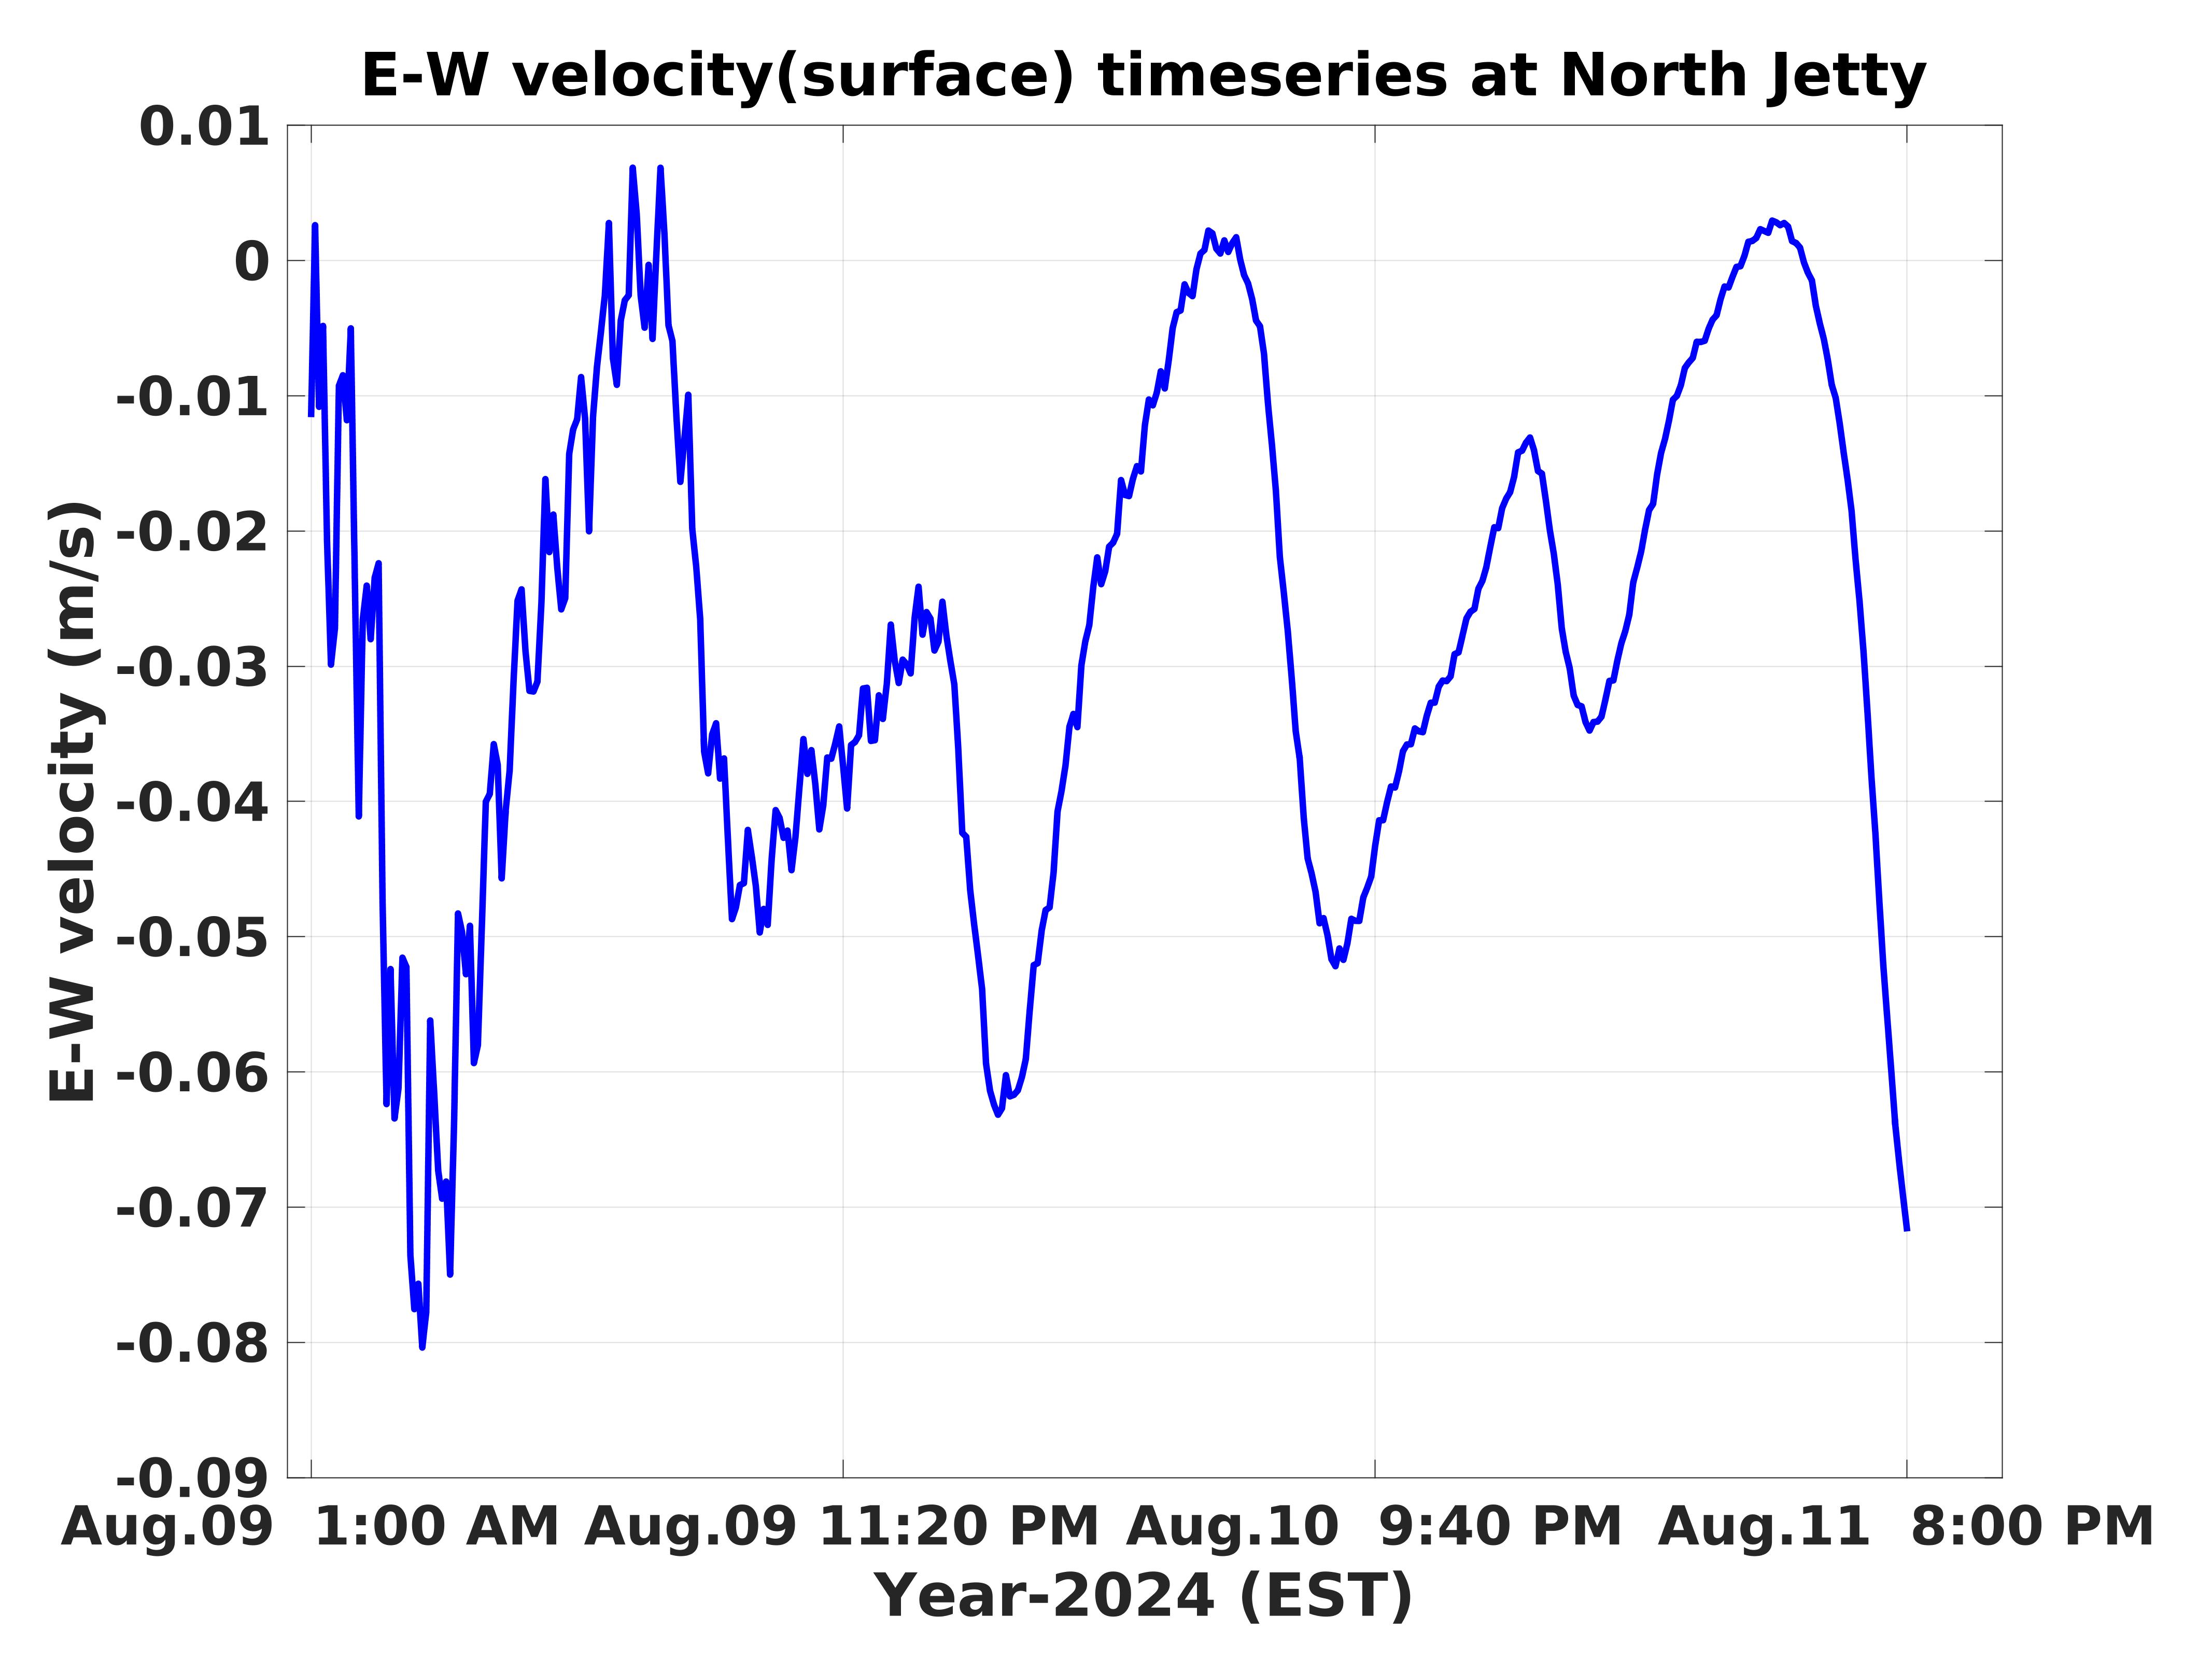 E-W velocity(surface) timeseries at North Jetty
0.01
0
-0.01
-0.02
-0.03
-0.04
-0.05
-0.06
-0.07
-0.08
-0.09
E-W velocity (m/s)
Aug.09 1:00 AM Aug.09 11:20 PM Aug.10 9:40 PM Aug.11 8:00 PM
Year-2024 (EST)